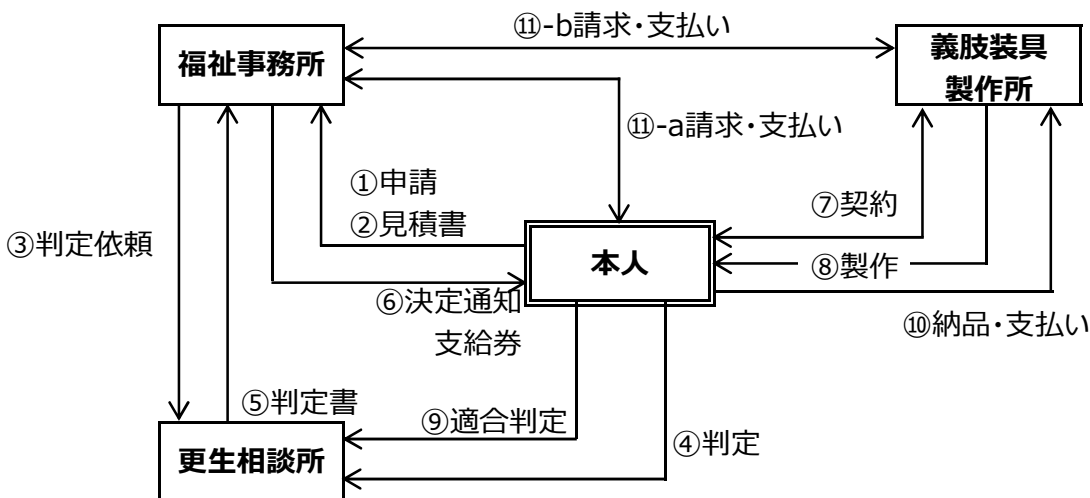 ⑪-b請求・支払い
福祉事務所
義肢装具
製作所
⑪-a請求・支払い
①申請
②見積書
⑦契約
③判定依頼
本人
⑧製作
⑥決定通知
支給券
⑩納品・支払い
⑤判定書
⑨適合判定
④判定
更生相談所